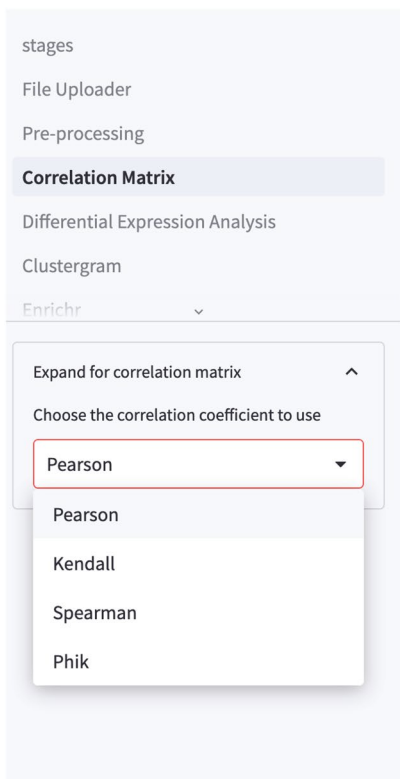 stages
File Uploader
Pre-processing
Correlation Matrix
Differential Expression Analysis
Clustergram
Enrichr
Expand for correlation matrix
Choose the correlation coefficient to use
Pearson
Pearson
Kendall
Spearman
Phik